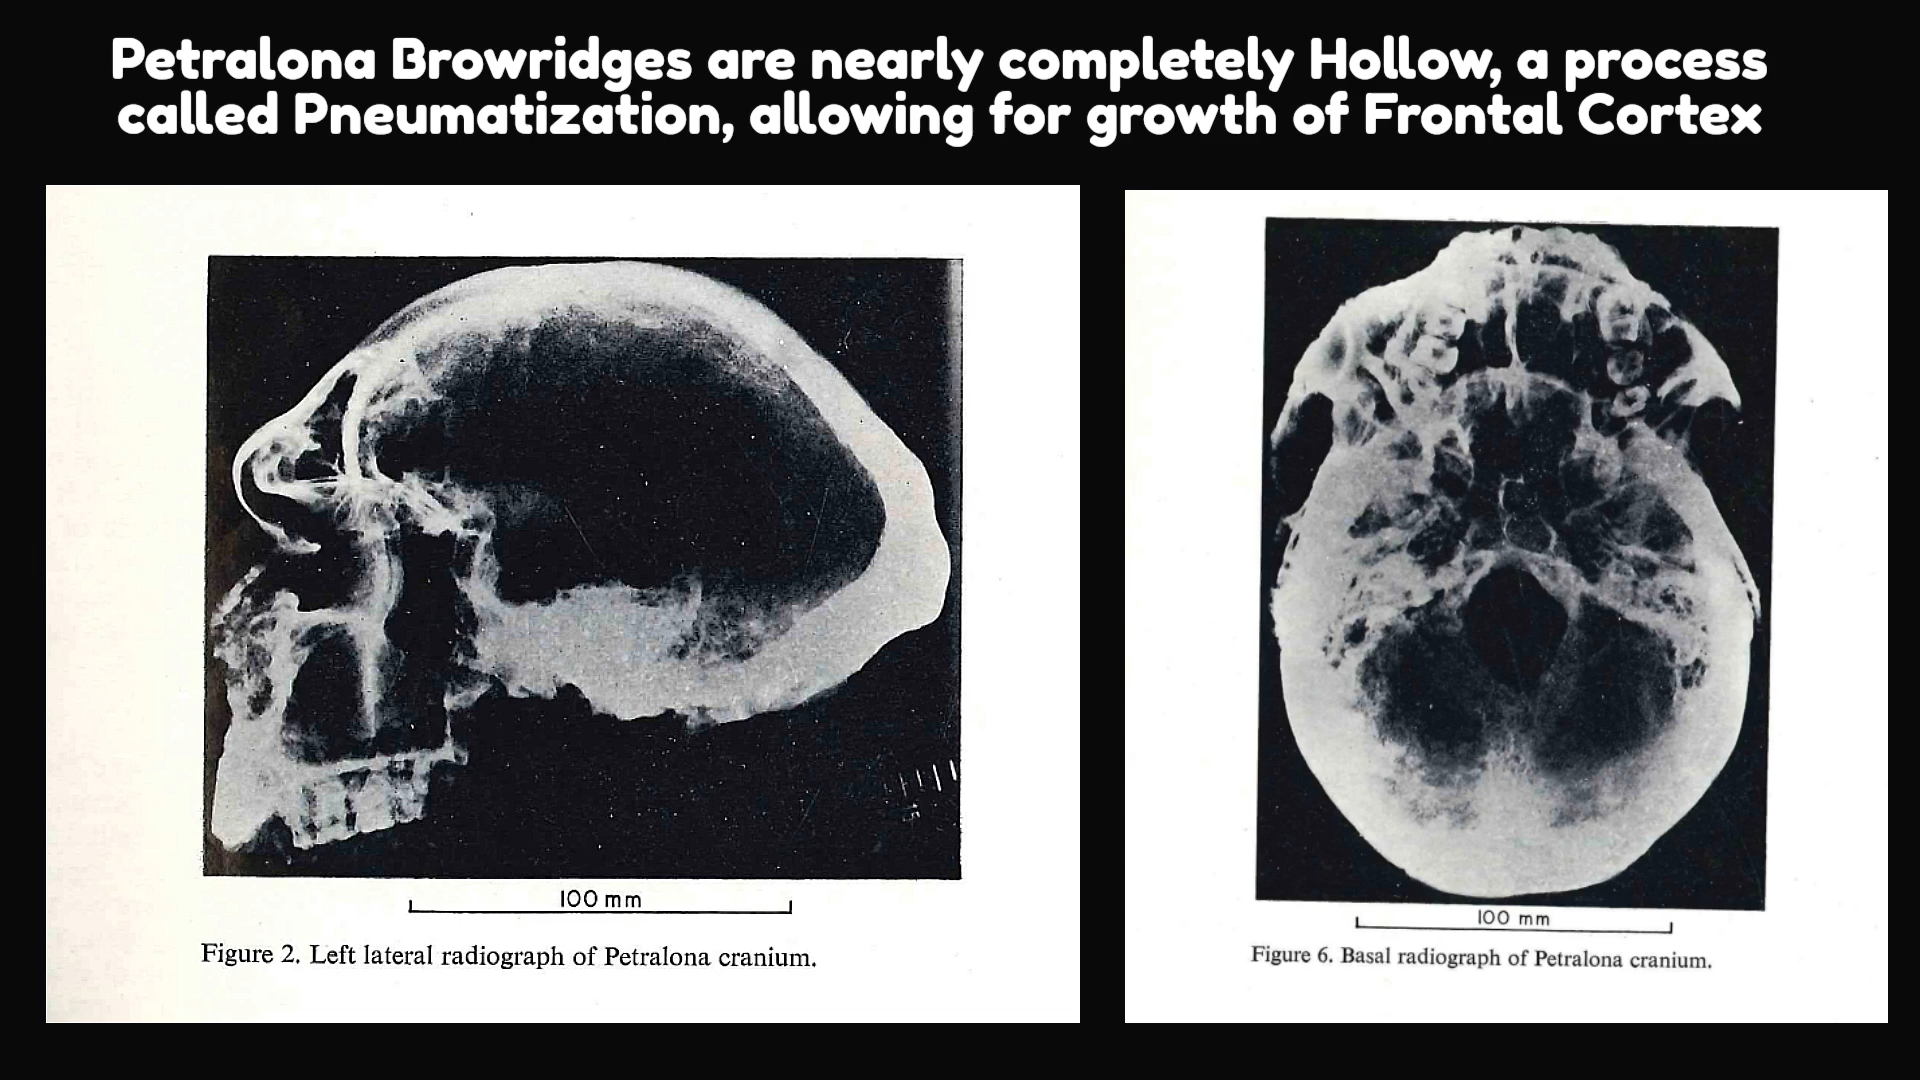 Petralona Browridges are nearly completely Hollow, a process
called Pneumatization, allowing for growth of Frontal Cortex
100 mm
Figure 2. Left lateral radiograph of Petralona cranium.
100 mm
Figure 6. Basal radiograph of Petralona cranium.